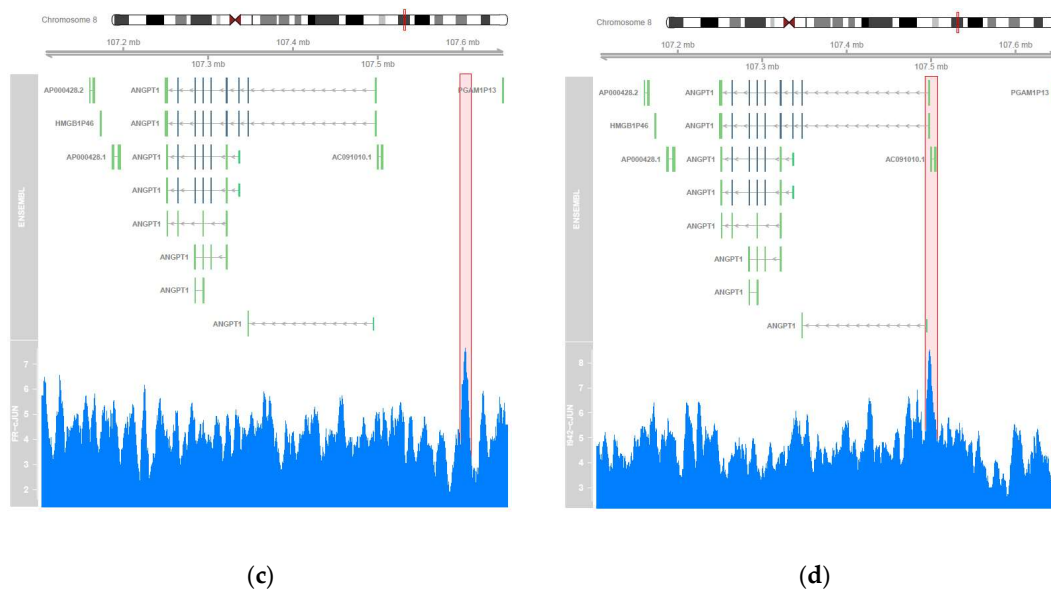 Chromosome 8
107.2 mb
107.4 mb
107.6 mb
107.3 mb
107.5 mb
ENSEMBL
AP000428.2
ANGPT1
PGAM1P13
HMGB1P46
ANGPT1
AP000428.1
ANGPT1
AC091010.1
ANGPT1
ANGPT1
ANGPT1
ANGPT1
ANGPT1
FR-cJUN
7
6
5
4
3
2
(c)
Chromosome 8
107.2 mb
107.4 mb
107.6 mb
107.3 mb
107.5 mb
ENSEMBL
AP000428.2
ANGPT1
PGAM1P13
HMGB1P46
ANGPT1
AP000428.1
ANGPT1
AC091010.1
ANGPT1
ANGPT1
ANGPT1
ANGPT1
ANGPT1
I942-cJUN
8
7
6
5
4
3
(d)